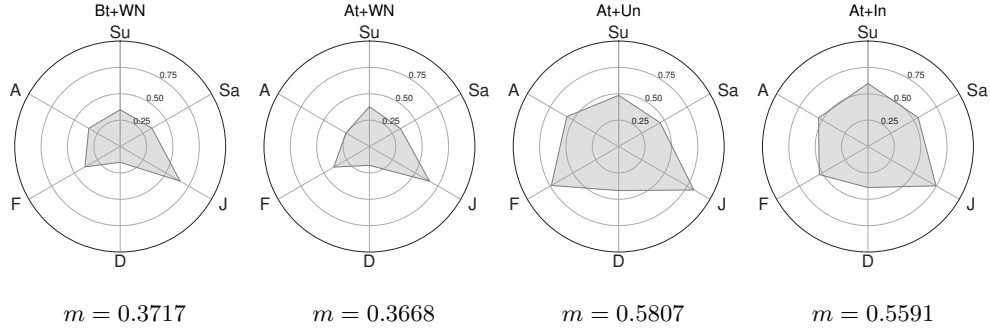 Bt+WN
Su
0.75
A
Sa
0.50
0.25
F
J
D
m = 0.3717
At+WN
Su
0.75
A
Sa
0.50
0.25
F
J
D
m = 0.3668
At+Un
Su
0.75
A
Sa
0.50
0.25
F
J
D
m = 0.5807
At+In
Su
0.75
A
Sa
0.50
0.25
F
J
D
m = 0.5591